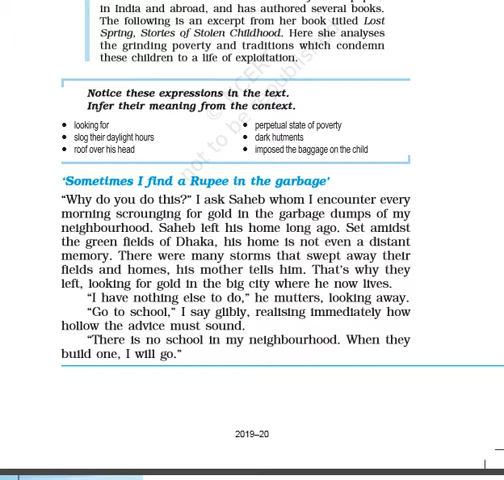 in India and abroad, and has authored several books.
The following is an excerpt from her book titled Lost
Spring, Stories of Stolen Childhood. Here she analyses
the grinding poverty and traditions which condemn
these children to a life of exploitation.
Notice these expressions in the text.
Infer their meaning from the context.
• looking for
• slog their daylight hours
• roof over his head
• perpetual state of poverty
• dark hutments
• imposed the baggage on the child
‘Sometimes I find a Rupee in the garbage’
“Why do you do this?” I ask Saheb whom I encounter every
morning scrounging for gold in the garbage dumps of my
neighbourhood. Saheb left his home long ago. Set amidst
the green fields of Dhaka, his home is not even a distant
memory. There were many storms that swept away their
fields and homes, his mother tells him. That’s why they
left, looking for gold in the big city where he now lives.
“I have nothing else to do,” he mutters, looking away.
“Go to school,” I say glibly, realising immediately how
hollow the advice must sound.
“There is no school in my neighbourhood. When they
build one, I will go.”
2019–20